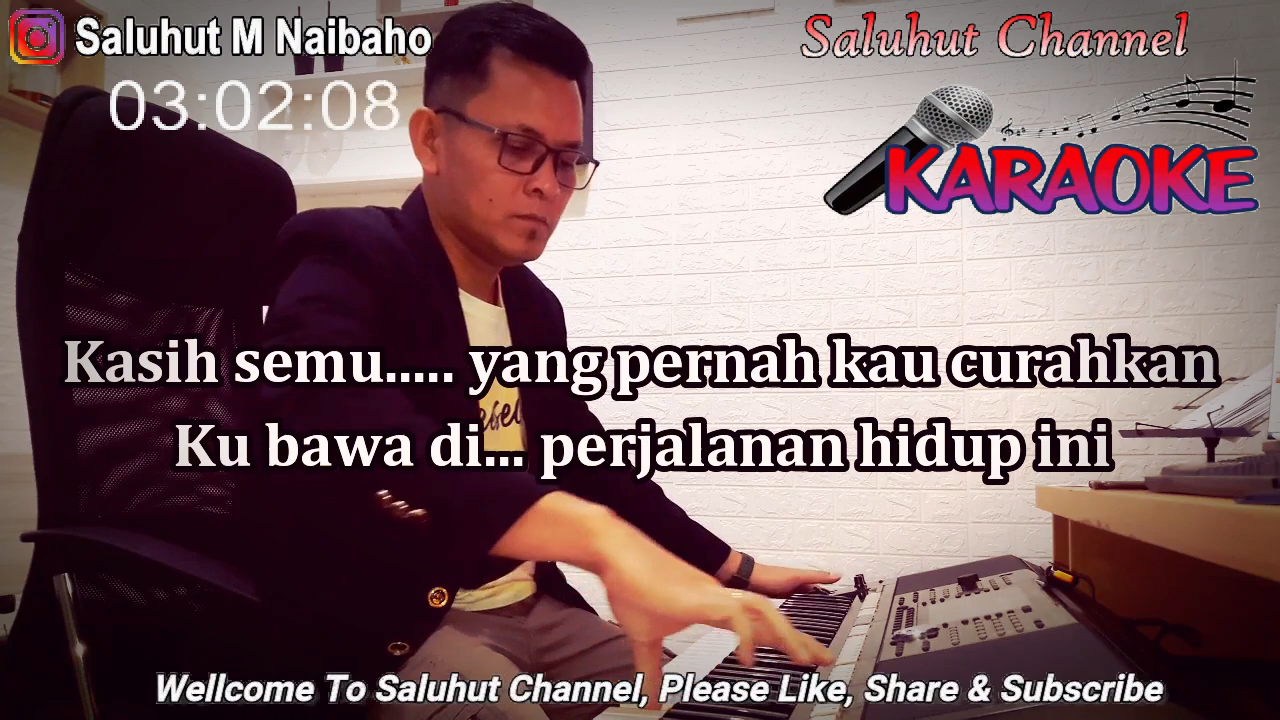 Saluhut M Naibaho
Saluhut Channel
03:02:08
KARAOKE
Kasih semu..... yang pernah kau curahkan
Ku bawa di... perjalanan hidup ini
Wellcome To Saluhut Channel, Please Like, Share & Subscribe